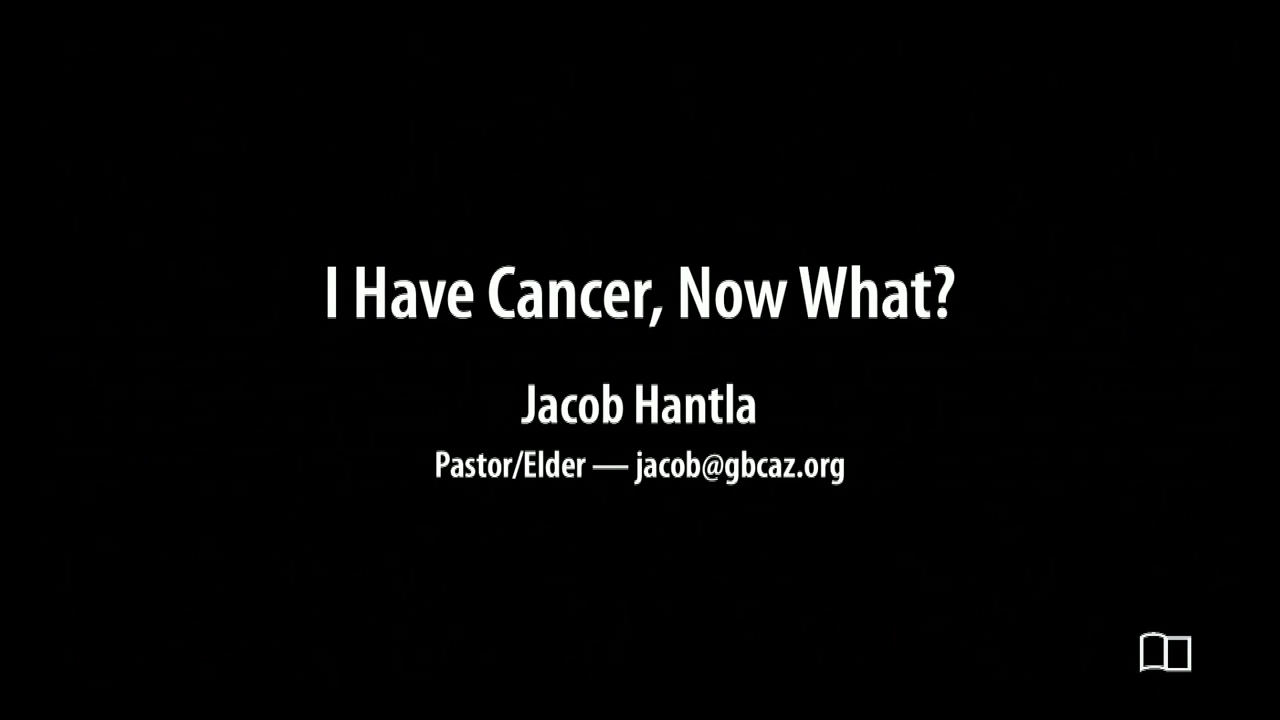 I Have Cancer, Now What?
Jacob Hantla
Pastor/Elder — jacob@gbcaz.org